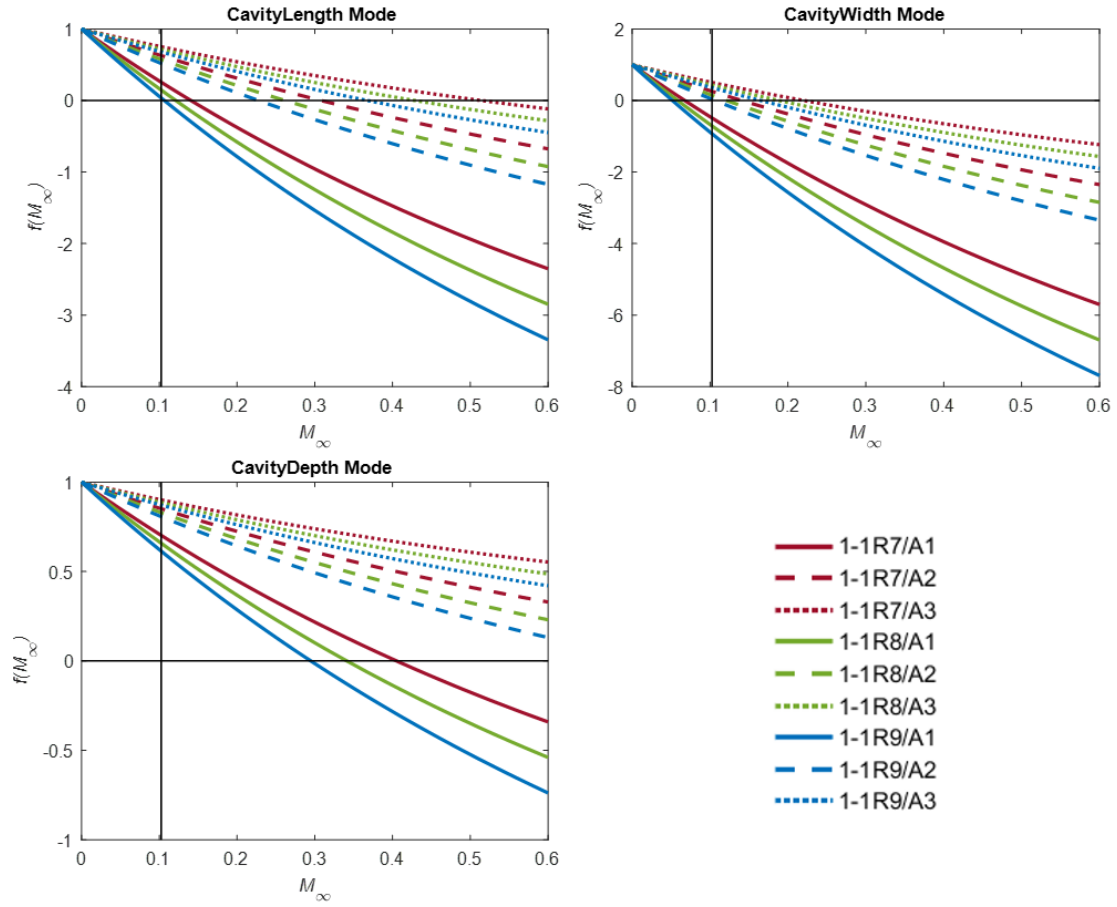 CavityLength Mode
1
0
-1
-2
-3
-4
f(M∞)
0 0.1 0.2 0.3 0.4 0.5 0.6
M∞
CavityWidth Mode
2
0
-2
-4
-6
-8
f(M∞)
0 0.1 0.2 0.3 0.4 0.5 0.6
M∞
CavityDepth Mode
1
0.5
0
-0.5
-1
f(M∞)
0 0.1 0.2 0.3 0.4 0.5 0.6
M∞
1-1R7/A1
1-1R7/A2
1-1R7/A3
1-1R8/A1
1-1R8/A2
1-1R8/A3
1-1R9/A1
1-1R9/A2
1-1R9/A3